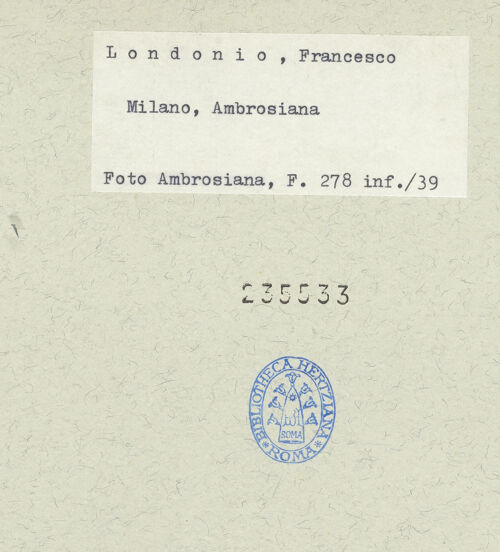 L o n d o n i o , Francesco
Milano, Ambrosiana
Foto Ambrosiana, F. 278 inf./39
235533
BIBLIOTHECA HERTZIANA
ROMA
SOMA